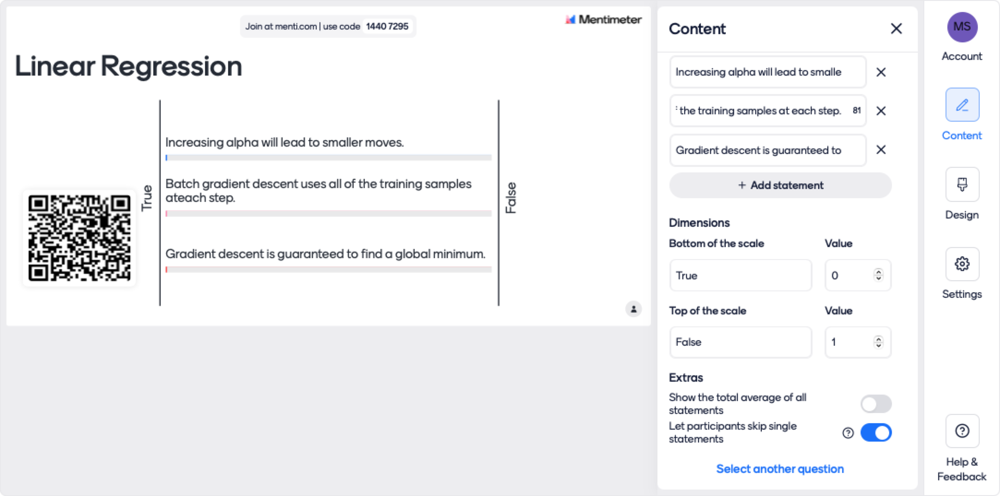 Join at menti.com | use code 1440 7295
Mentimeter
Linear Regression
True
Increasing alpha will lead to smaller moves.
Batch gradient descent uses all of the training samples
ateach step.
Gradient descent is guaranteed to find a global minimum.
False
Content
Increasing alpha will lead to smalle
the training samples at each step. 81
Gradient descent is guaranteed to
+ Add statement
Dimensions
Bottom of the scale Value
True 0
Top of the scale Value
False 1
Extras
Show the total average of all
statements
Let participants skip single
statements
Select another question
MS
Account
Content
Design
Settings
Help &
Feedback